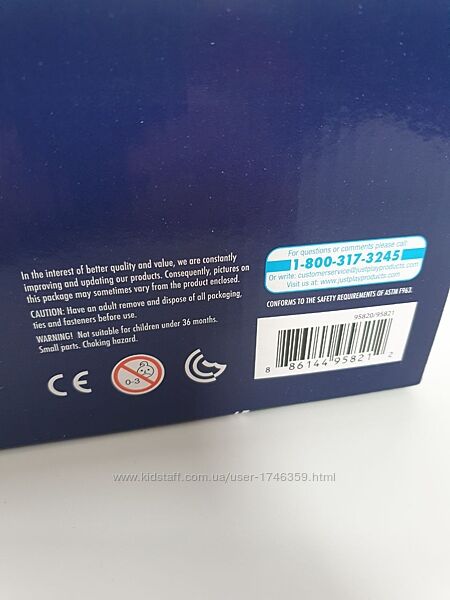 In the interest of better quality and value, we are constantly
improving and updating our products. Consequently, pictures on
this package may sometimes vary from the product enclosed.
CAUTION: Have an adult remove and dispose of all packaging,
ties and fasteners before use.
WARNING! Not suitable for children under 36 months.
Small parts. Choking hazard.
CE
0-3
For questions or comments please call:
1-800-317-3245
Or write: customerservice@justplayproducts.com
Visit us at: www.justplayproducts.com
CONFORMS TO THE SAFETY REQUIREMENTS OF ASTM F963.
95820/95821
8 86144 95821 2
www.kidstaff.com.ua/user-1746359.html